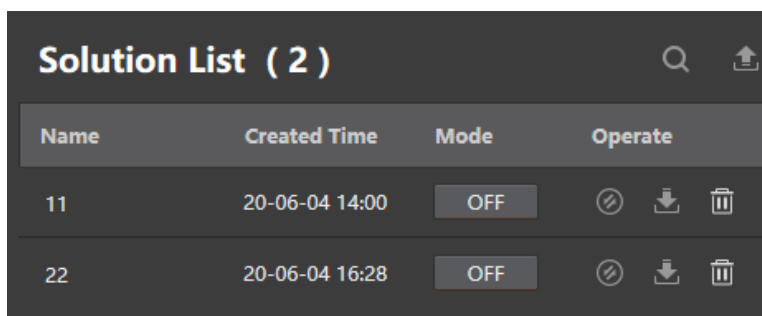 Solution List ( 2 )
Name Created Time Mode Operate
11 20-06-04 14:00 OFF
22 20-06-04 16:28 OFF